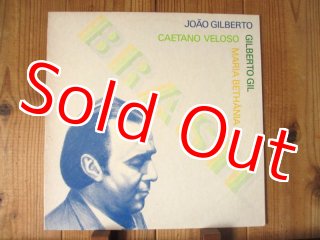 JOÃO GILBERTO
CAETANO VELOSO
GILBERTO GIL
MARIA BETHÂNIA
BRASIL
Sold Out